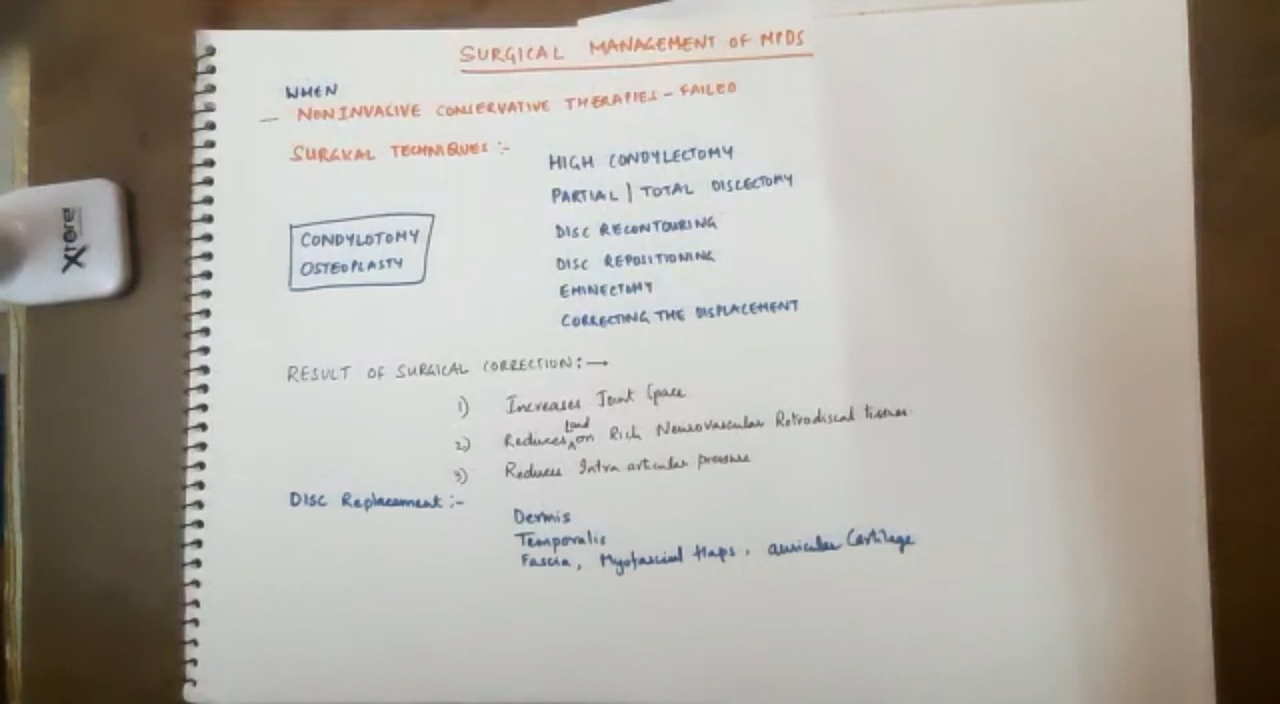 SURGICAL MANAGEMENT OF MPDS
WHEN
— NONINVACIVE CONSERVATIVE THERAPIES - FAILED
SURGICAL TECHNIQUES :-
HIGH CONDYLECTOMY
PARTIAL | TOTAL DISCECTOMY
DISC RECONTOURING
DISC REPOSITIONING
EMINECTOMY
CORRECTING THE DISPLACEMENT
CONDYLOTOMY
OSTEOPLASTY
Xtore
RESULT OF SURGICAL CORRECTION: →
1) Increases Joint Space
2) Reduces load on Rich Neurovascular Retrodiscal tissues.
3) Reduces Intra articular pressure
DISC Replacement :-
Dermis
Temporalis
Fascia, Myofascial flaps, auricular Cartilage